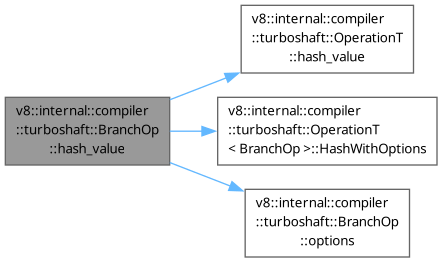 v8::internal::compiler
::turboshaft::OperationT
::hash_value
v8::internal::compiler
::turboshaft::BranchOp
::hash_value
v8::internal::compiler
::turboshaft::OperationT
< BranchOp >::HashWithOptions
v8::internal::compiler
::turboshaft::BranchOp
::options